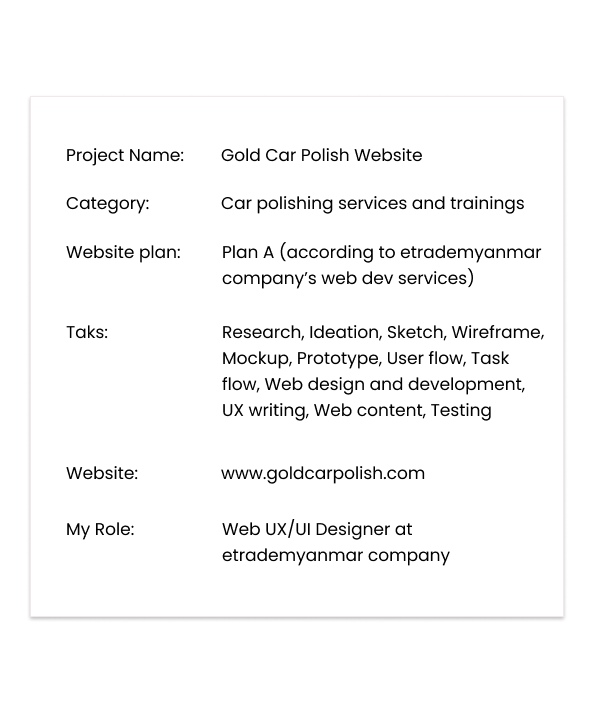 Project Name: Gold Car Polish Website
Category: Car polishing services and trainings
Website plan: Plan A (according to etrademyanmar
company’s web dev services)
Taks: Research, Ideation, Sketch, Wireframe,
Mockup, Prototype, User flow, Task
flow, Web design and development,
UX writing, Web content, Testing
Website: www.goldcarpolish.com
My Role: Web UX/UI Designer at
etrademyanmar company